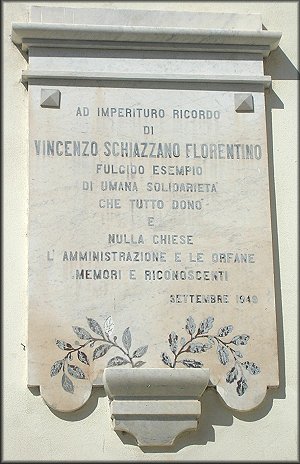 AD IMPERITURO RICORDO
DI
VINCENZO SCHIAZZANO FLORENTINO
FULGIDO ESEMPIO
DI UMANA SOLIDARIETA'
CHE TUTTO DONO'
E
NULLA CHIESE
L'AMMINISTRAZIONE E LE ORFANE
MEMORI E RICONOSCENTI
SETTEMBRE 1949